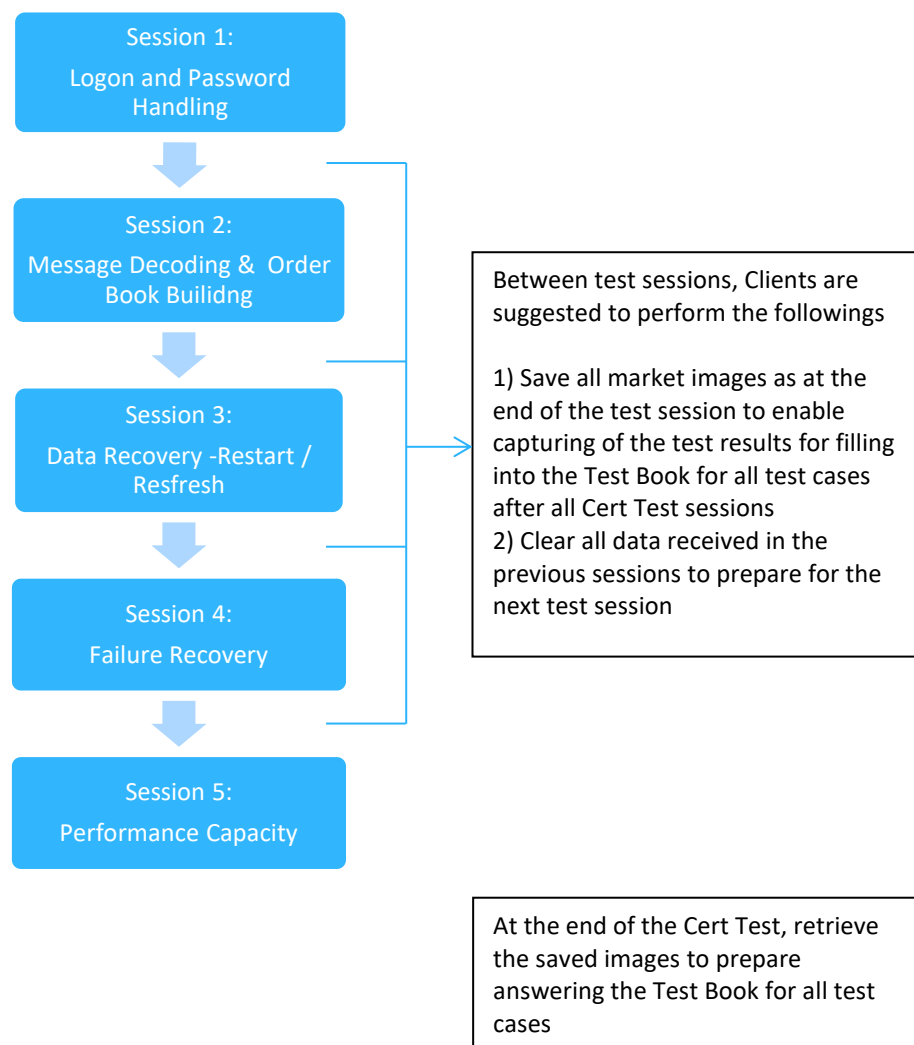 Session 1:
Logon and Password
Handling
Session 2:
Message Decoding & Order
Book Builidng
Session 3:
Data Recovery -Restart /
Resfresh
Session 4:
Failure Recovery
Session 5:
Performance Capacity
Between test sessions, Clients are
suggested to perform the followings
1) Save all market images as at the
end of the test session to enable
capturing of the test results for filling
into the Test Book for all test cases
after all Cert Test sessions
2) Clear all data received in the
previous sessions to prepare for the
next test session
At the end of the Cert Test, retrieve
the saved images to prepare
answering the Test Book for all test
cases